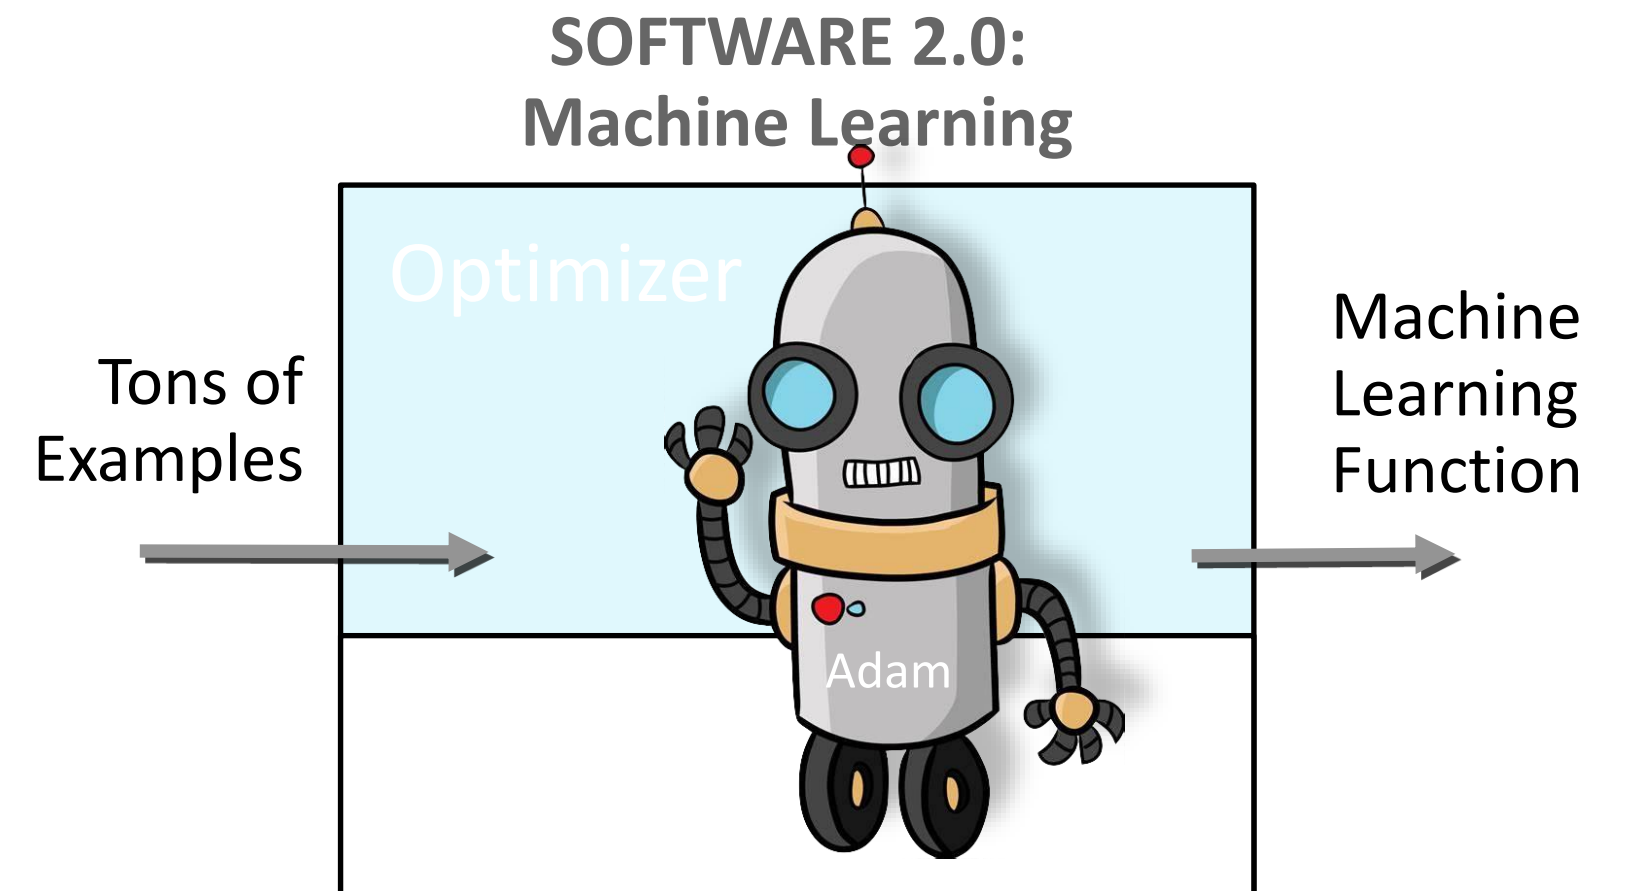 SOFTWARE 2.0:
Machine Learning
Optimizer
Tons of
Examples
Machine
Learning
Function
Adam